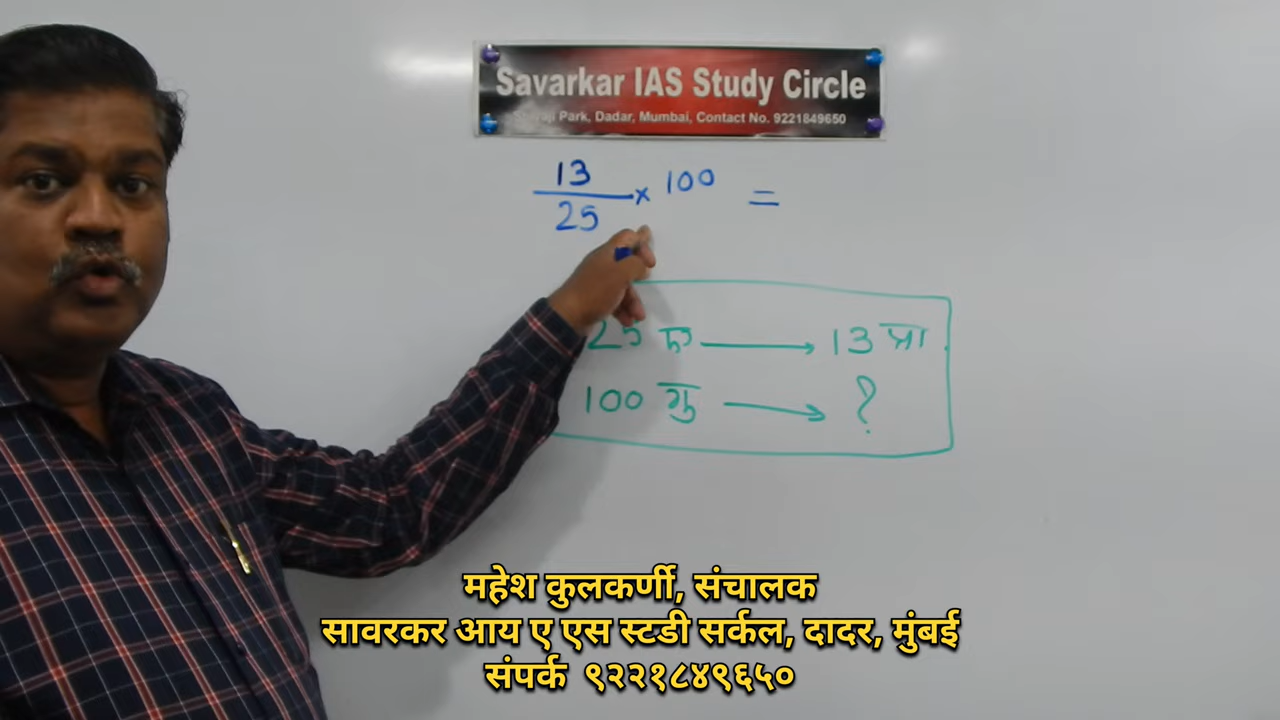 Savarkar IAS Study Circle
Shivaji Park, Dadar, Mumbai, Contact No. 9221849650
13
25 × 100 =
25 → 13 प्रा
100 गु → ?
महेश कुलकर्णी, संचालक
सावरकर आय ए एस स्टडी सर्कल, दादर, मुंबई
संपर्क ९२२१८४९६५०